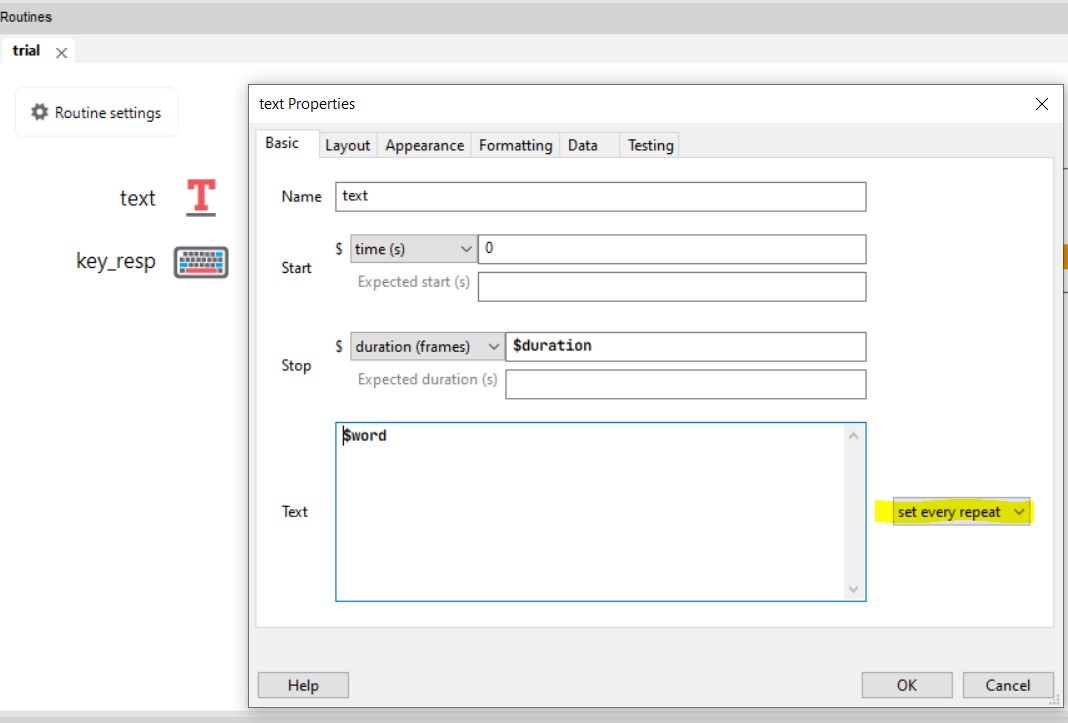 Routines
trial
Routine settings
text
key_resp
text Properties
Basic Layout Appearance Formatting Data Testing
Name text
Start $ time (s) 0
Expected start (s)
Stop $ duration (frames) $duration
Expected duration (s)
Text $word set every repeat
Help OK Cancel